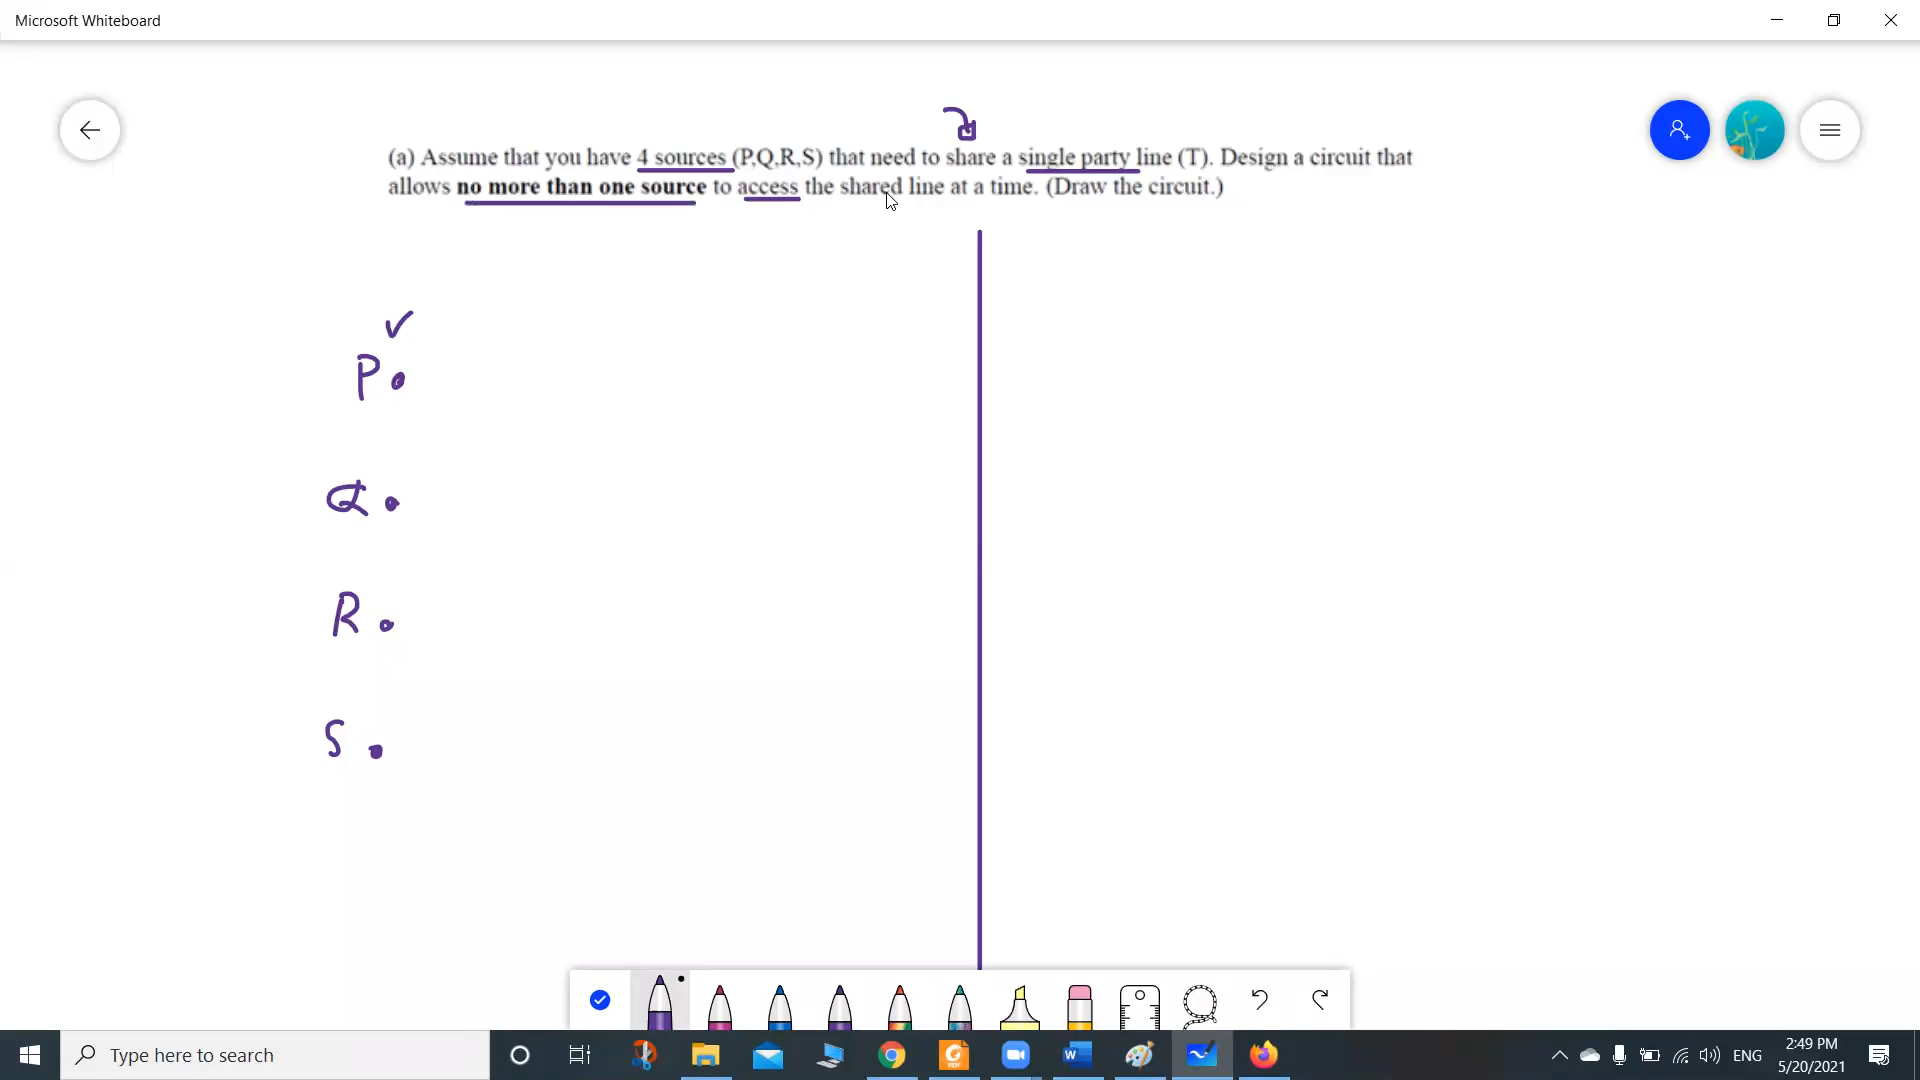 Microsoft Whiteboard
(a) Assume that you have 4 sources (P,Q,R,S) that need to share a single party line (T). Design a circuit that
allows no more than one source to access the shared line at a time. (Draw the circuit.)
P
Q
R
S
Type here to search
ENG
2:49 PM
5/20/2021